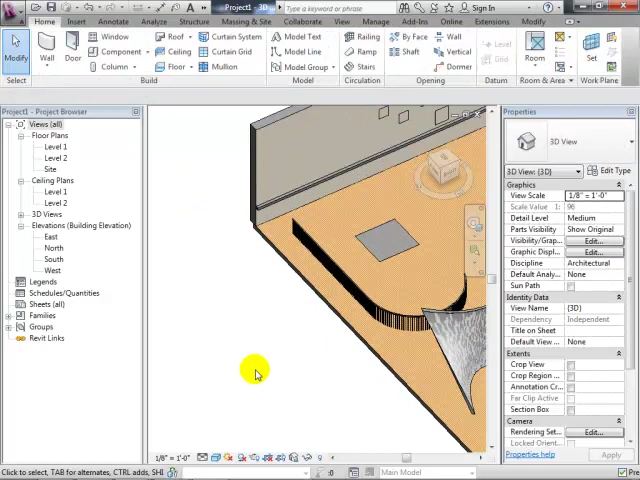 Project1 - 3D
Type a keyword or phrase
Home Insert Annotate Analyze Structure Massing & Site Collaborate View Manage Add-Ins Online Extensions Modify
Modify
Wall
Door
Window
Component
Column
Roof
Ceiling
Floor
Curtain System
Curtain Grid
Mullion
Model Text
Model Line
Model Group
Railing
Ramp
Stairs
By Face
Shaft
Wall
Vertical
Dormer
Room
Set
Select Build Model Circulation Opening Datum Room & Area Work Plane
Project1 - Project Browser
Views (all)
Floor Plans
Level 1
Level 2
Site
Ceiling Plans
Level 1
Level 2
3D Views
Elevations (Building Elevation)
East
North
South
West
Legends
Schedules/Quantities
Sheets (all)
Families
Groups
Revit Links
Properties
3D View
3D View: {3D} Edit Type
Graphics
View Scale 1/8" = 1'-0"
Scale Value 1: 96
Detail Level Medium
Parts Visibility Show Original
Visibility/Grap... Edit...
Graphic Displ... Edit...
Discipline Architectural
Default Analy... None
Sun Path
Identity Data
View Name {3D}
Dependency Independent
Title on Sheet
Default View ... None
Extents
Crop View
Crop Region ...
Annotation Cr...
Far Clip Active
Section Box
Camera
Rendering Set... Edit...
Locked Orient...
Properties help Apply
1/8" = 1'-0"
Click to select, TAB for alternates, CTRL adds, SHI :0 Main Model Pre